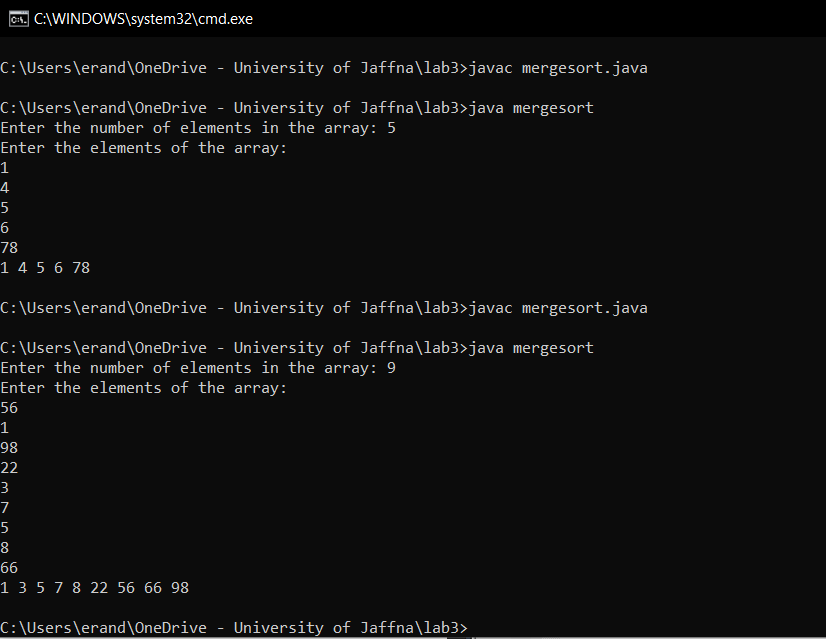 C:\WINDOWS\system32\cmd.exe
C:\Users\erand\OneDrive - University of Jaffna\lab3>javac mergesort.java
C:\Users\erand\OneDrive - University of Jaffna\lab3>java mergesort
Enter the number of elements in the array: 5
Enter the elements of the array:
1
4
5
6
78
1 4 5 6 78
C:\Users\erand\OneDrive - University of Jaffna\lab3>javac mergesort.java
C:\Users\erand\OneDrive - University of Jaffna\lab3>java mergesort
Enter the number of elements in the array: 9
Enter the elements of the array:
56
1
98
22
3
7
5
8
66
1 3 5 7 8 22 56 66 98
C:\Users\erand\OneDrive - University of Jaffna\lab3>